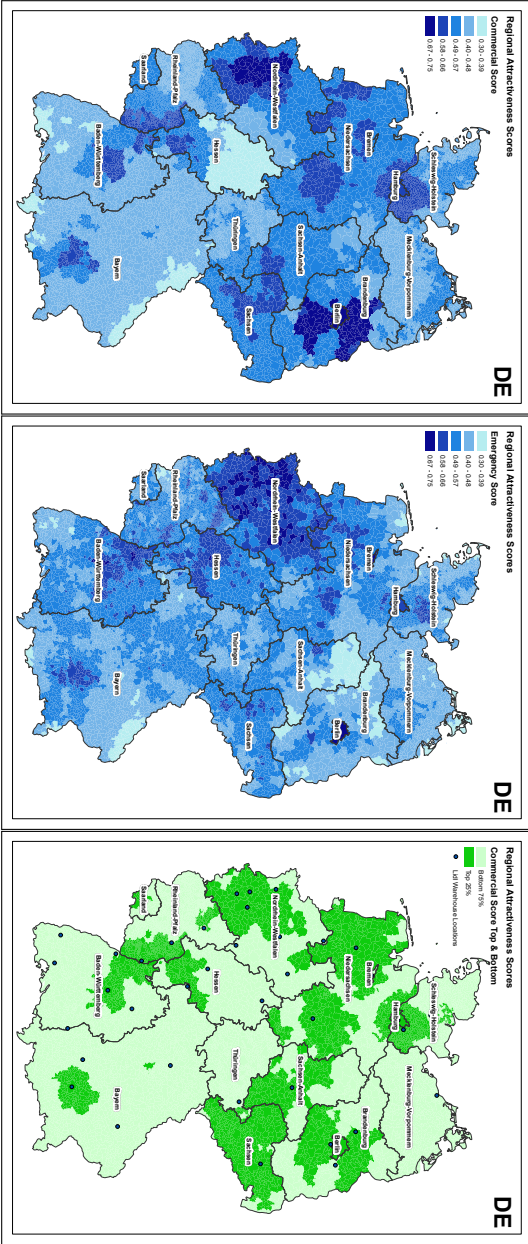 DE
Regional Attractiveness Scores
Commercial Score
0.30 - 0.39
0.40 - 0.48
0.49 - 0.57
0.58 - 0.66
0.67 - 0.75
Schleswig-Holstein
Mecklenburg-Vorpommern
Hamburg
Bremen
Niedersachsen
Brandenburg
Berlin
Sachsen-Anhalt
Nordrhein-Westfalen
Hessen
Thüringen
Sachsen
Rheinland-Pfalz
Saarland
Baden-Württemberg
Bayern
DE
Regional Attractiveness Scores
Emergency Score
0.30 - 0.39
0.40 - 0.48
0.49 - 0.57
0.58 - 0.66
0.67 - 0.75
Schleswig-Holstein
Mecklenburg-Vorpommern
Hamburg
Bremen
Niedersachsen
Brandenburg
Berlin
Sachsen-Anhalt
Nordrhein-Westfalen
Hessen
Thüringen
Sachsen
Rheinland-Pfalz
Saarland
Baden-Württemberg
Bayern
DE
Regional Attractiveness Scores
Commercial Score Top & Bottom
Bottom 75%
Top 25%
Lidl Warehouse Locations
Schleswig-Holstein
Mecklenburg-Vorpommern
Hamburg
Bremen
Niedersachsen
Brandenburg
Berlin
Sachsen-Anhalt
Nordrhein-Westfalen
Hessen
Thüringen
Sachsen
Rheinland-Pfalz
Saarland
Baden-Württemberg
Bayern